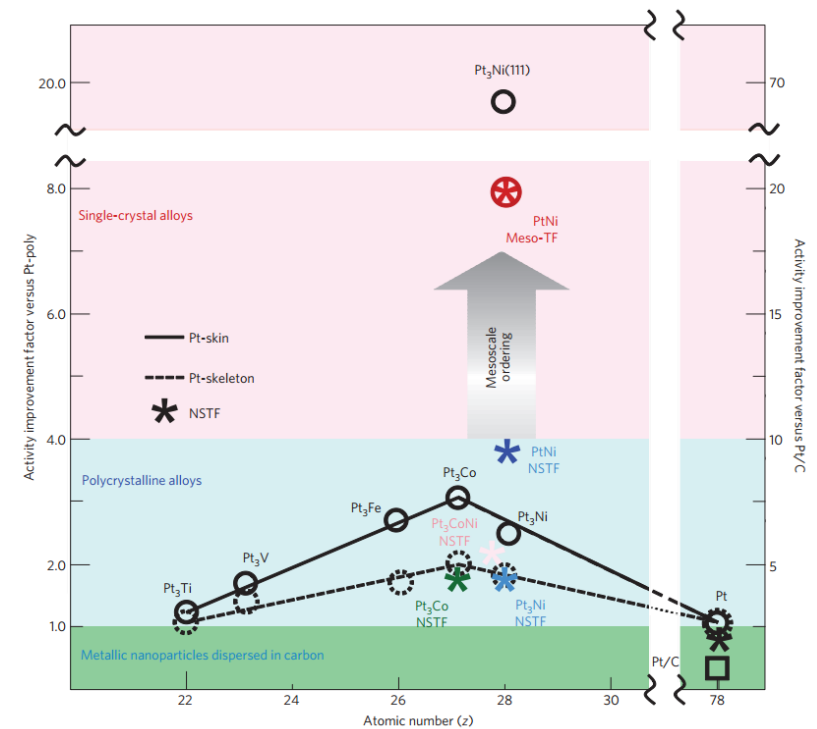 Pt₃Ni(111)
20.0
70
8.0
20
Single-crystal alloys
PtNi
Meso-TF
Activity improvement factor versus Pt-poly
Activity improvement factor versus Pt/C
6.0
15
Pt-skin
Mesoscale
ordering
Pt-skeleton
NSTF
4.0
10
PtNi
NSTF
Polycrystalline alloys
Pt₃Co
Pt₃Fe
Pt₃CoNi
NSTF
Pt₃Ni
Pt₃V
2.0
5
Pt₃Ti
Pt₃Co
NSTF
Pt₃Ni
NSTF
Pt
1.0
Metallic nanoparticles dispersed in carbon
Pt/C
22
24
26
28
30
78
Atomic number (z)